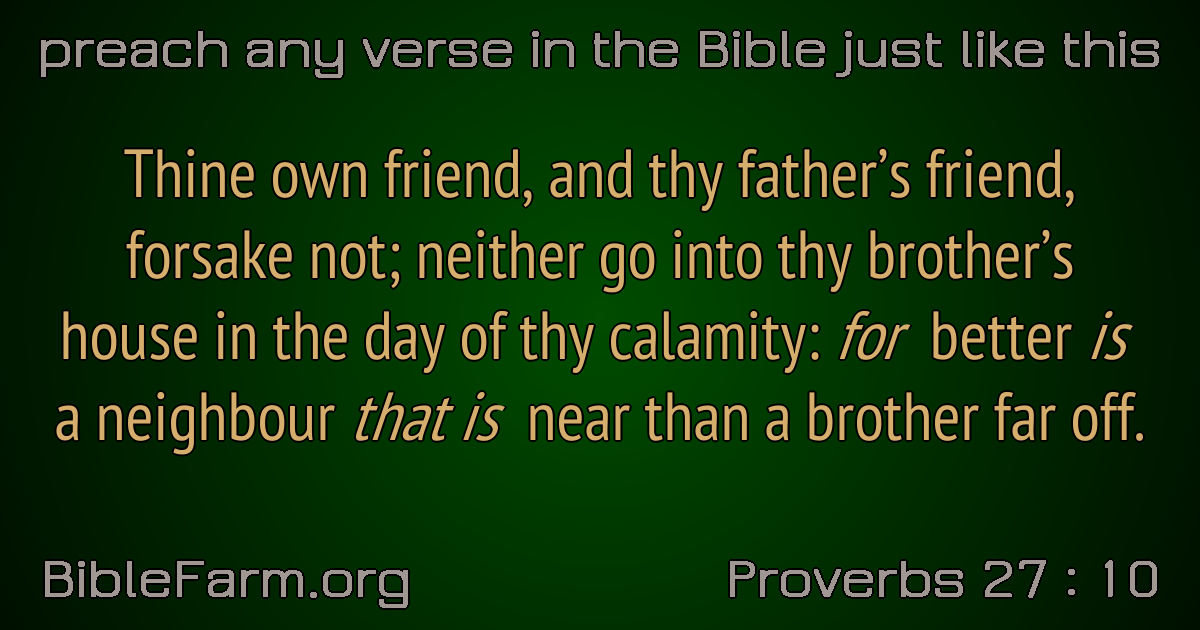 preach any verse in the Bible just like this
Thine own friend, and thy father’s friend,
forsake not; neither go into thy brother’s
house in the day of thy calamity: for better is
a neighbour that is near than a brother far off.
BibleFarm.org
Proverbs 27 : 10